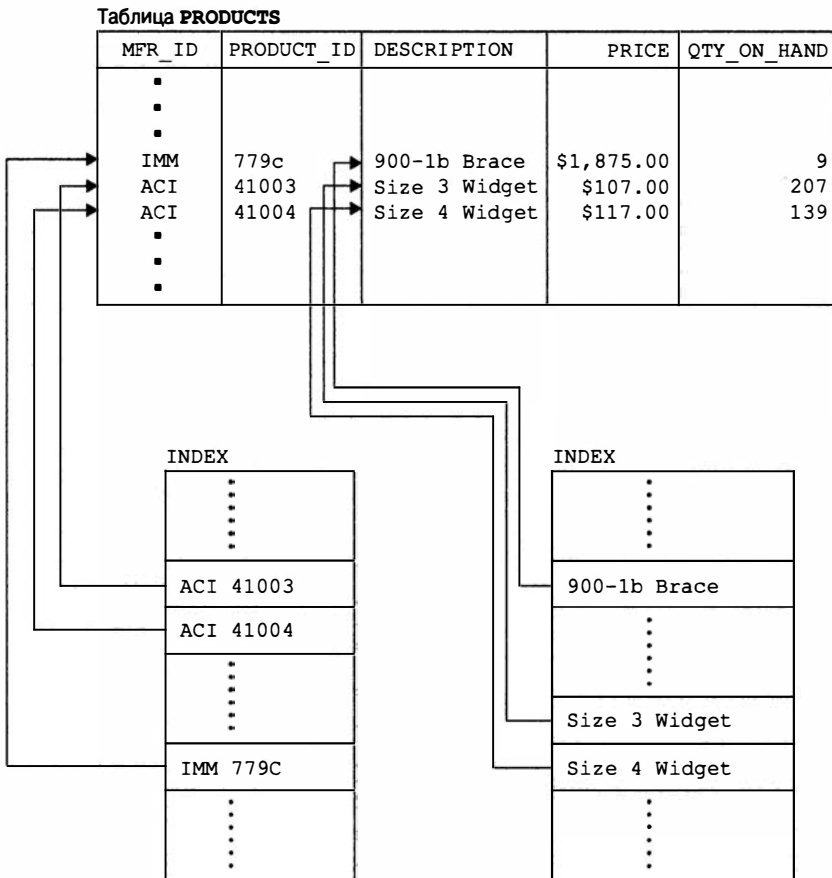 Таблица PRODUCTS
MFR_ID PRODUCT_ID DESCRIPTION PRICE QTY_ON_HAND
IMM 779c 900-1b Brace $1,875.00 9
ACI 41003 Size 3 Widget $107.00 207
ACI 41004 Size 4 Widget $117.00 139
INDEX
ACI 41003
ACI 41004
IMM 779C
INDEX
900-1b Brace
Size 3 Widget
Size 4 Widget